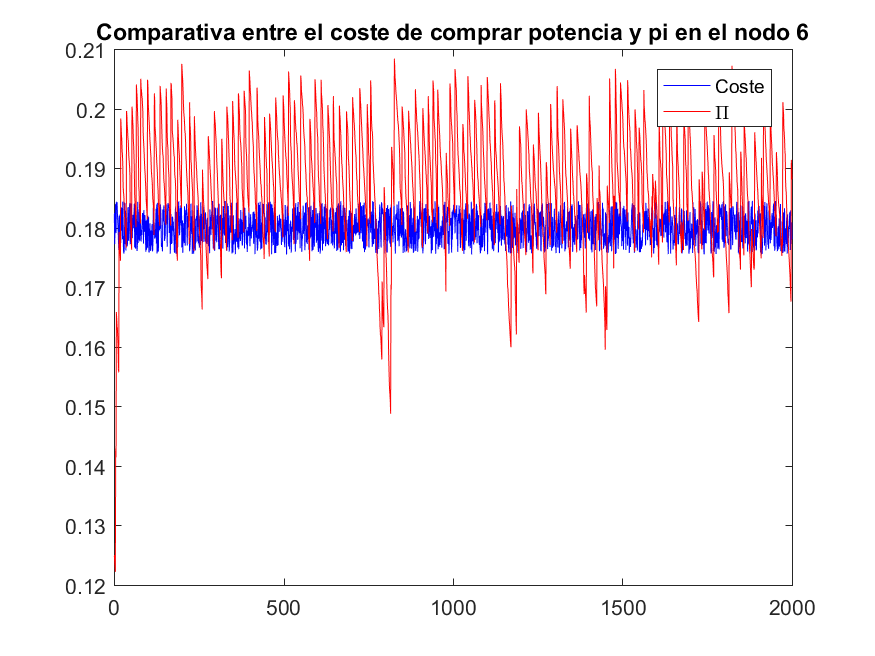 Comparativa entre el coste de comprar potencia y pi en el nodo 6
0.21
0.2
0.19
0.18
0.17
0.16
0.15
0.14
0.13
0.12
Coste
Π
0 500 1000 1500 2000